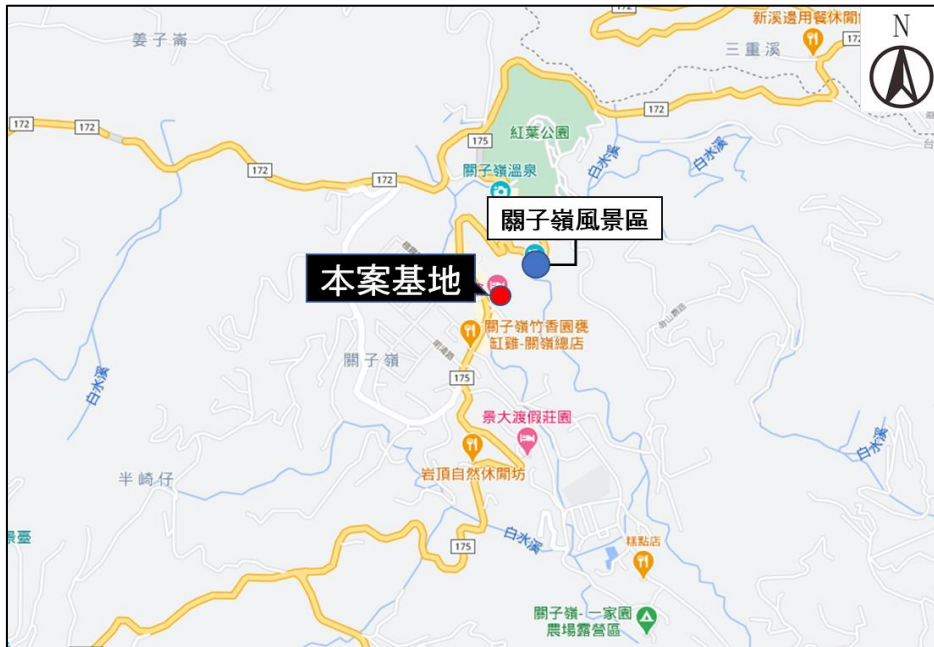 新溪邊用餐休閒
N
姜子崙
三重溪
172
172
172
172
175
紅葉公園
白水溪
白水溪
172
關子嶺溫泉
關子嶺風景區
本案基地
關子嶺竹香園甕
缸雞-關嶺總店
關子嶺
175
白水溪
景大渡假莊園
白水溪
半崎仔
岩頂自然休閒坊
景臺
175
白水溪
糕點店
關子嶺- 一家園
農場露營區